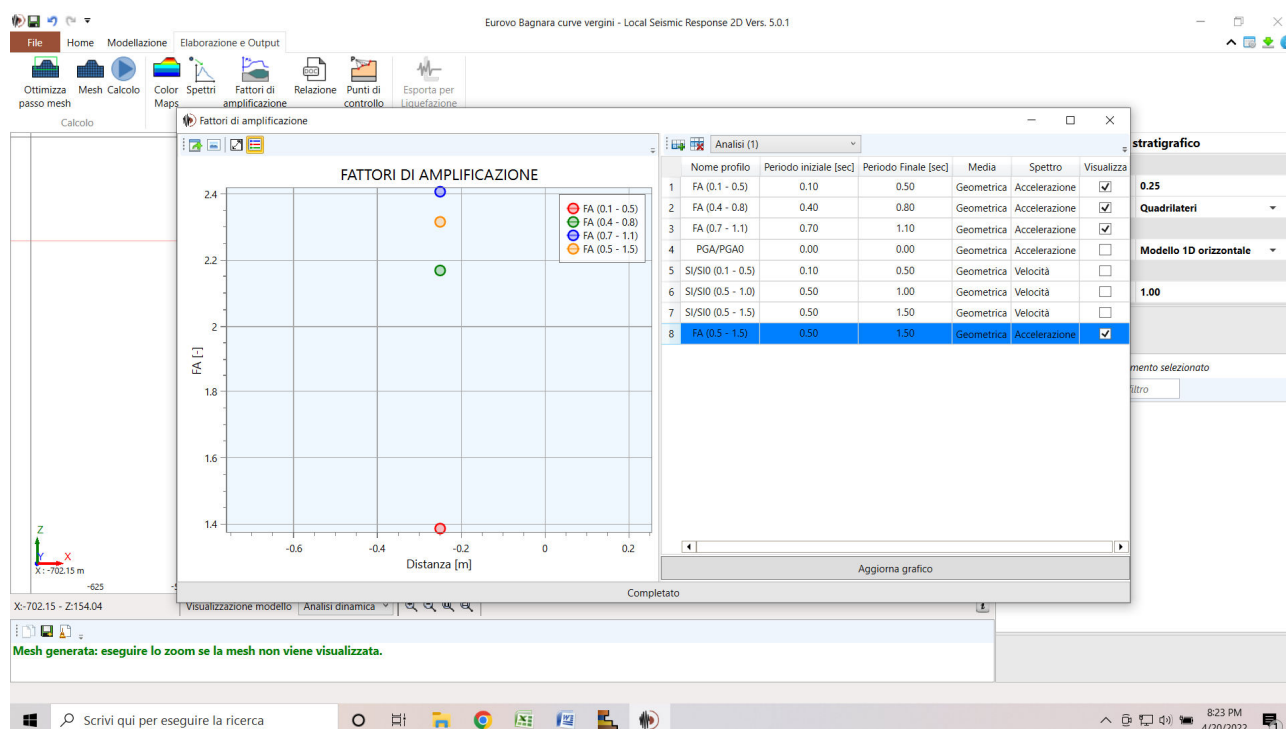 Eurovo Bagnara curve vergini - Local Seismic Response 2D Vers. 5.0.1
File Home Modellazione Elaborazione e Output
Ottimizza passo mesh
Mesh
Calcolo
Color Maps
Spettri
Fattori di amplificazione
Relazione
Punti di controllo
Esporta per Liquefazione
Calcolo
Fattori di amplificazione
FATTORI DI AMPLIFICAZIONE
FA (0.1 - 0.5)
FA (0.4 - 0.8)
FA (0.7 - 1.1)
FA (0.5 - 1.5)
2.4
2.2
2
1.8
1.6
1.4
FA [-]
-0.6 -0.4 -0.2 0 0.2
Distanza [m]
Analisi (1)
Nome profilo Periodo iniziale [sec] Periodo Finale [sec] Media Spettro Visualizza
1 FA (0.1 - 0.5) 0.10 0.50 Geometrica Accelerazione
2 FA (0.4 - 0.8) 0.40 0.80 Geometrica Accelerazione
3 FA (0.7 - 1.1) 0.70 1.10 Geometrica Accelerazione
4 PGA/PGA0 0.00 0.00 Geometrica Accelerazione
5 SI/SI0 (0.1 - 0.5) 0.10 0.50 Geometrica Velocità
6 SI/SI0 (0.5 - 1.0) 0.50 1.00 Geometrica Velocità
7 SI/SI0 (0.5 - 1.5) 0.50 1.50 Geometrica Velocità
8 FA (0.5 - 1.5) 0.50 1.50 Geometrica Accelerazione
Aggiorna grafico
Completato
stratigrafico
0.25
Quadrilateri
Modello 1D orizzontale
1.00
mento selezionato
filtro
Z
Y X
X : -702.15 m
-625
X:-702.15 - Z:154.04
Visualizzazione modello Analisi dinamica
Mesh generata: eseguire lo zoom se la mesh non viene visualizzata.
Scrivi qui per eseguire la ricerca
8:23 PM
4/20/2022